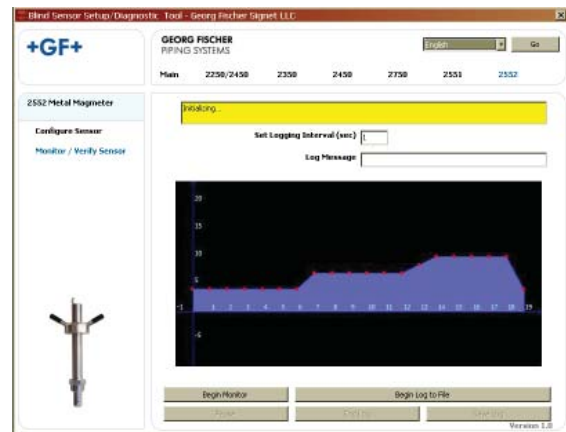 Blind Sensor Setup/Diagnostic Tool - Georg Fischer Signet LLC
+GF+
GEORG FISCHER
PIPING SYSTEMS
English
Go
Main 2250/2450 2350 2450 2750 2551 2552
2552 Metal Magmeter
Configure Sensor
Monitor / Verify Sensor
Initializing...
Set Logging Interval (sec) 1
Log Message
20
15
10
5
-1 1 2 3 4 5 6 7 8 9 10 11 12 13 14 15 16 17 18 19
Begin Monitor
Begin Log to File
Pause
Version 1.0